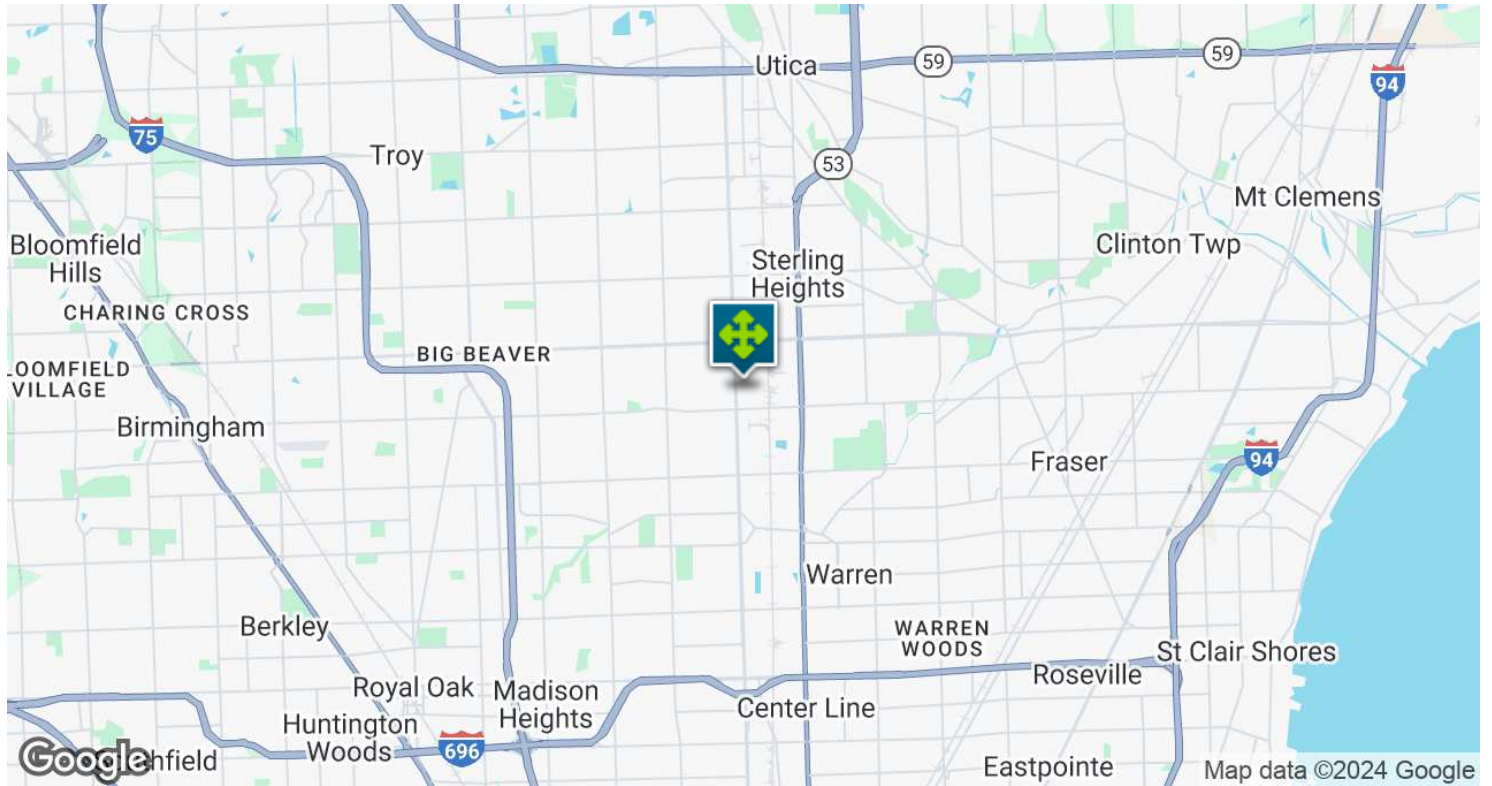 Utica
59
59
94
75
Troy
53
Mt Clemens
Bloomfield
Hills
Clinton Twp
Sterling
Heights
CHARING CROSS
BIG BEAVER
LOOMFIELD
VILLAGE
Birmingham
Fraser
94
Warren
Berkley
WARREN
WOODS
St Clair Shores
Roseville
Royal Oak
Madison
Heights
Center Line
Huntington
Woods
696
Google
thfield
Eastpointe
Map data ©2024 Google